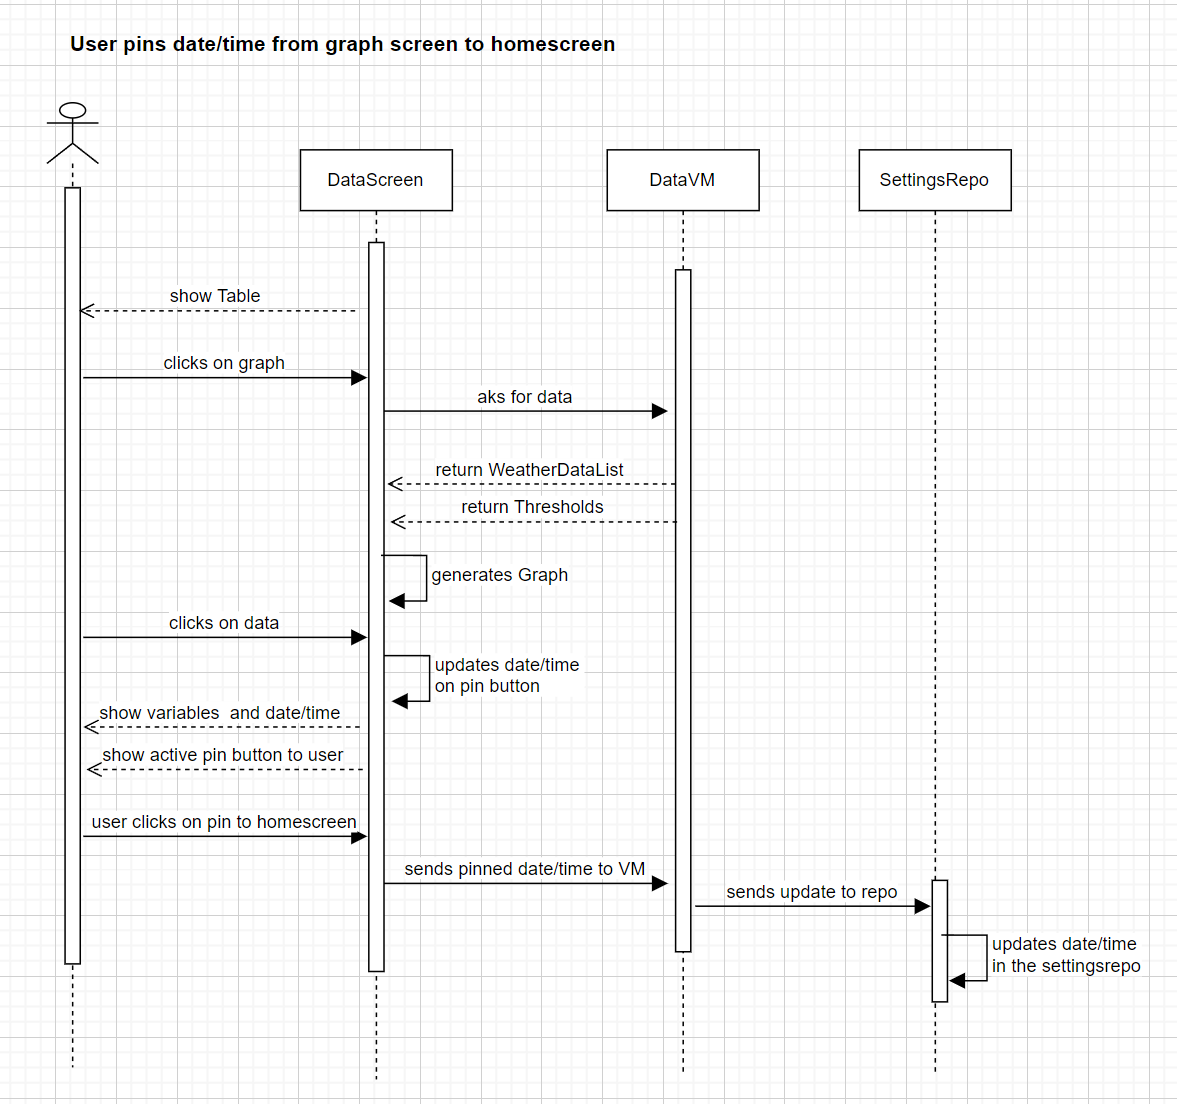 User pins date/time from graph screen to homescreen
DataScreen
DataVM
SettingsRepo
show Table
clicks on graph
aks for data
return WeatherDataList
return Thresholds
generates Graph
clicks on data
updates date/time
on pin button
show variables  and date/time
show active pin button to user
user clicks on pin to homescreen
sends pinned date/time to VM
sends update to repo
updates date/time
in the settingsrepo